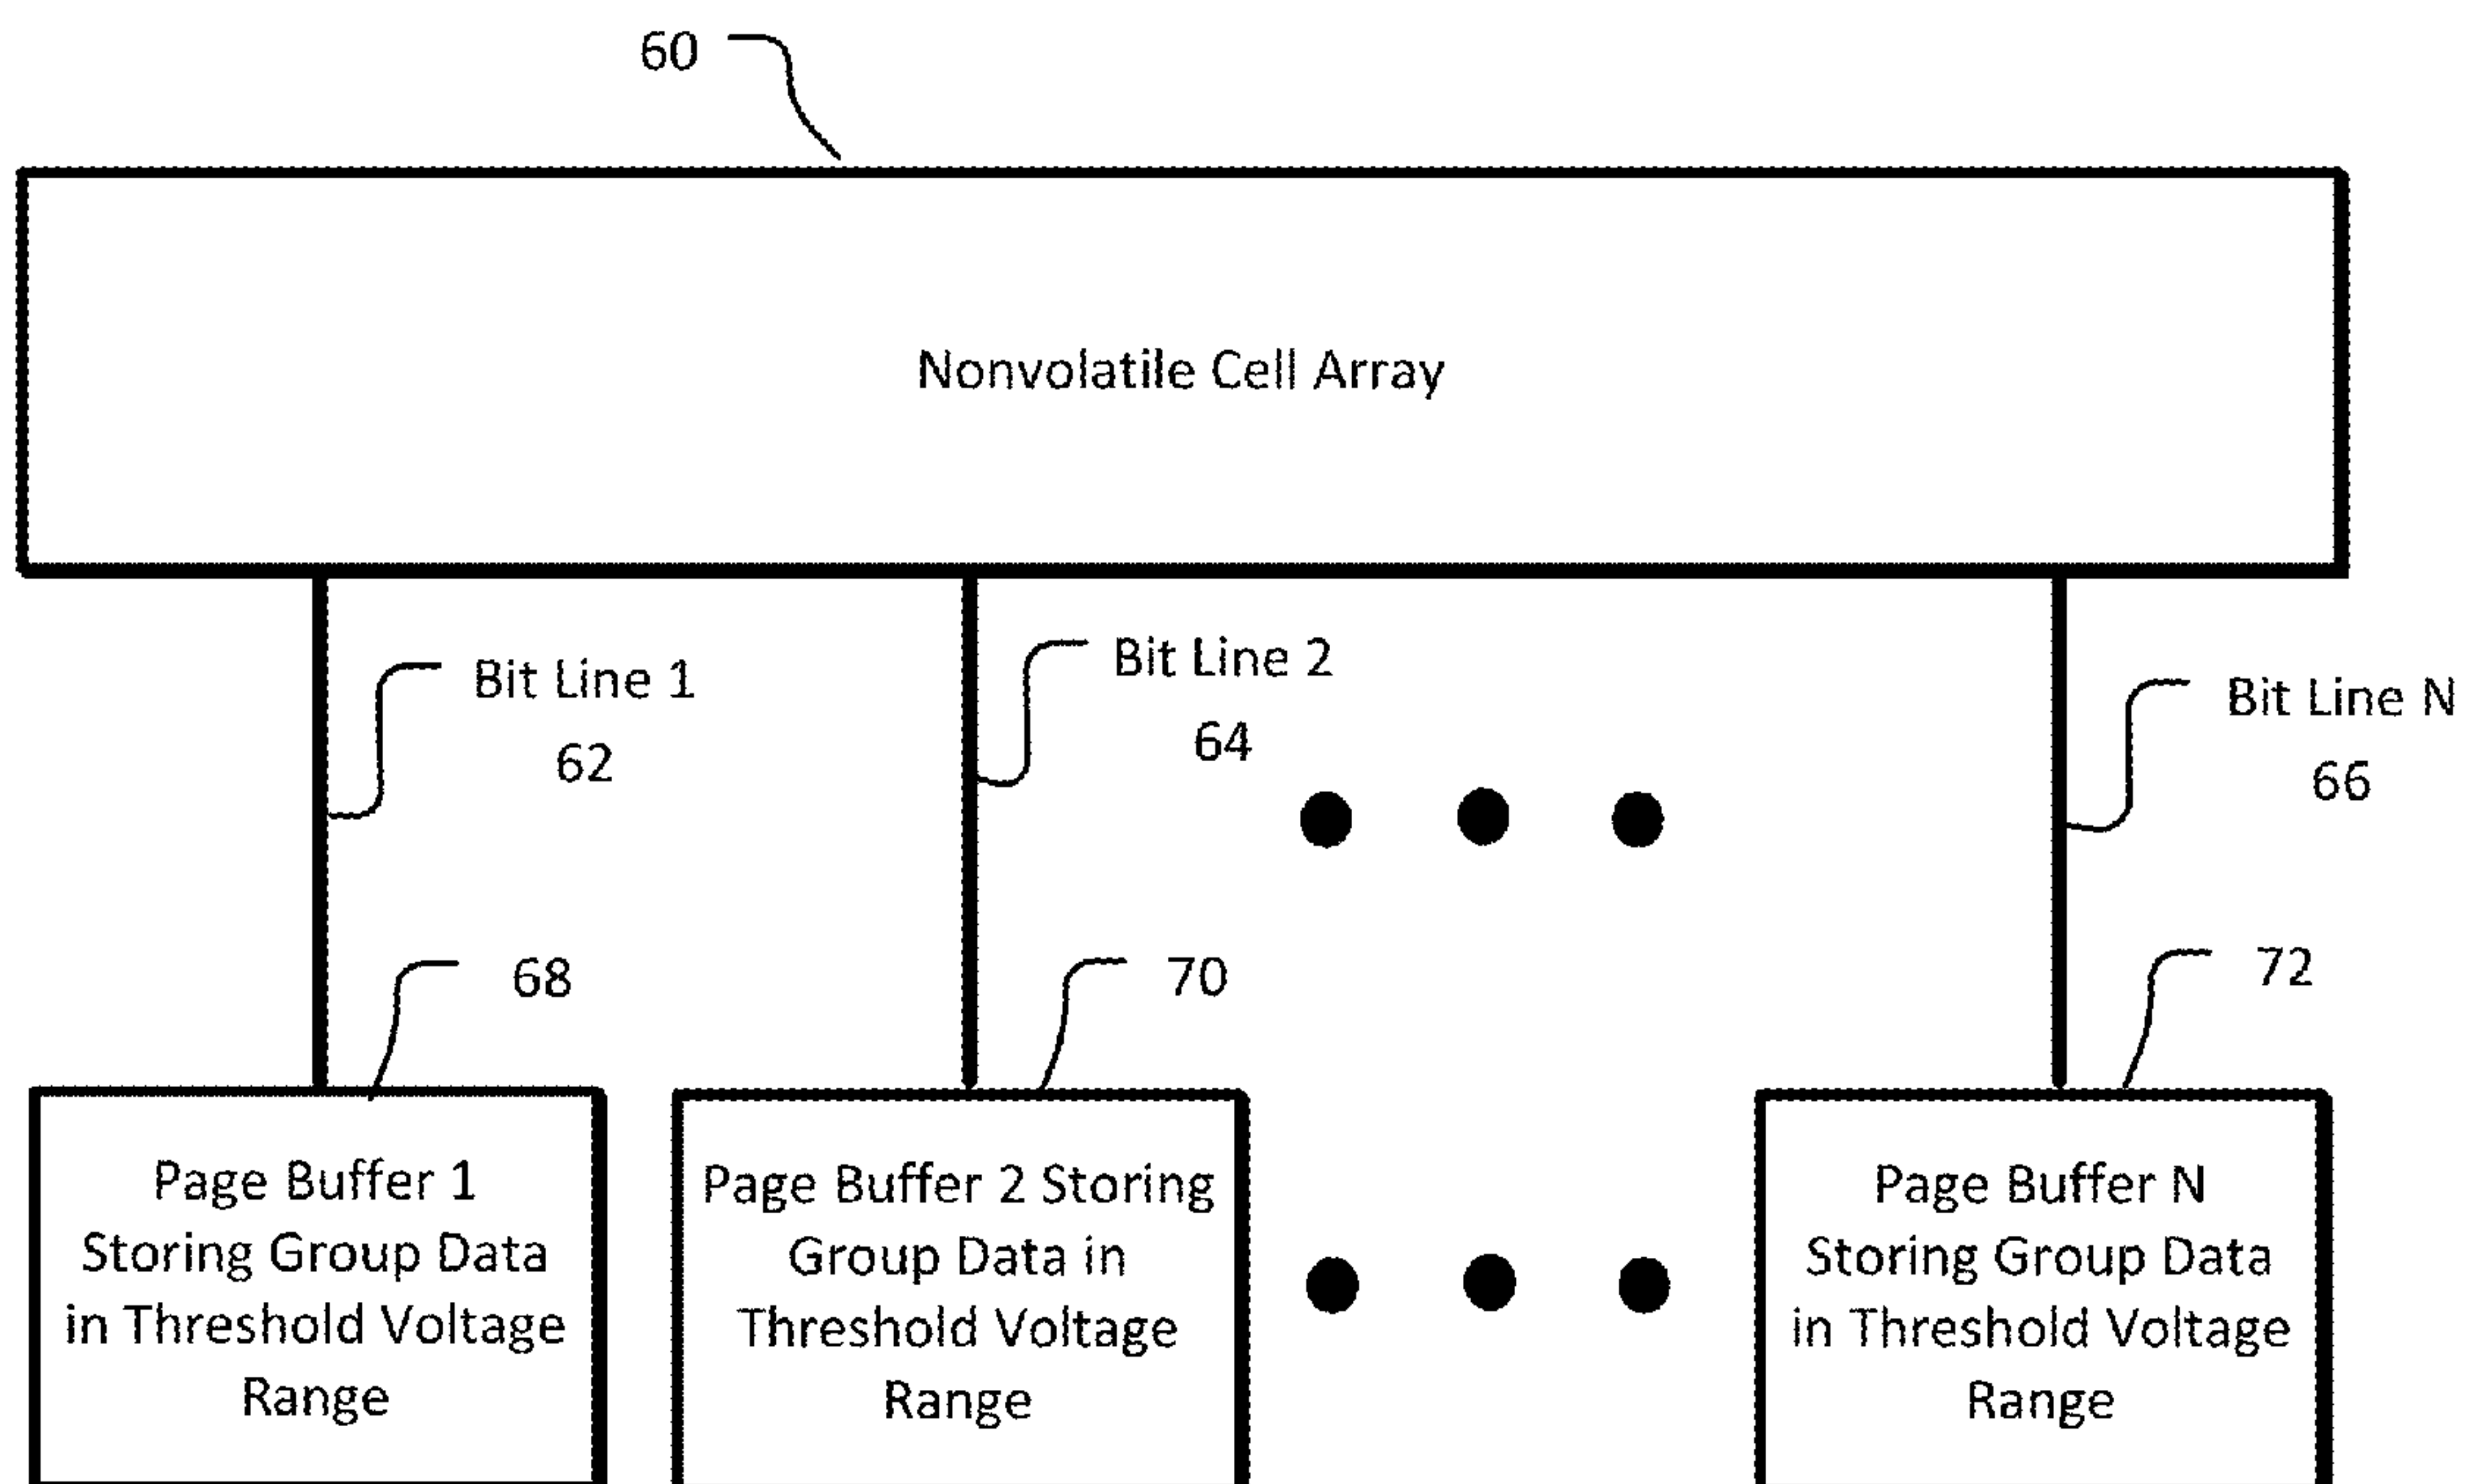 60
Nonvolatile Cell Array
Bit Line 1
62
Bit Line 2
64
Bit Line N
66
68
70
72
Page Buffer 1
Storing Group Data
in Threshold Voltage
Range
Page Buffer 2 Storing
Group Data in
Threshold Voltage
Range
Page Buffer N
Storing Group Data
in Threshold Voltage
Range